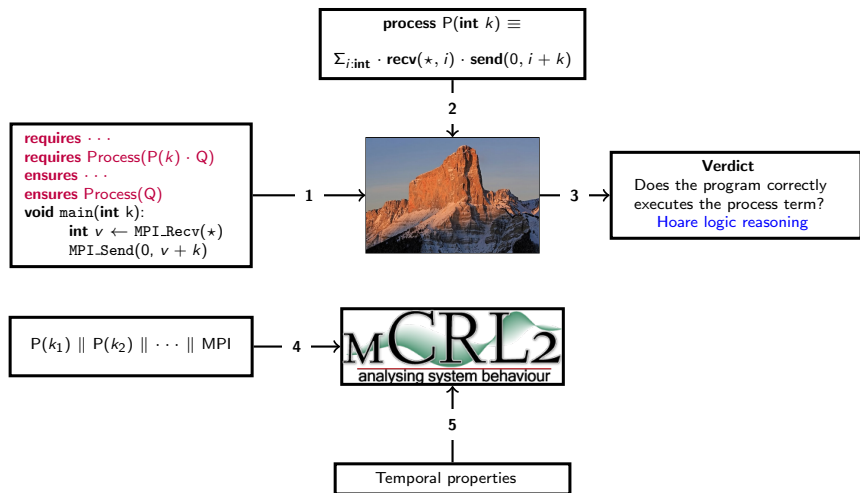 process P(int k) ≡
Σi:int · recv(⋆, i) · send(0, i + k)
2
requires · · ·
requires Process(P(k) · Q)
ensures · · ·
ensures Process(Q)
void main(int k):
int v ← MPI_Recv(⋆)
MPI_Send(0, v + k)
1
3
Verdict
Does the program correctly
executes the process term?
Hoare logic reasoning
P(k1) ∥ P(k2) ∥ · · · ∥ MPI
4
mCRL2
analysing system behaviour
5
Temporal properties